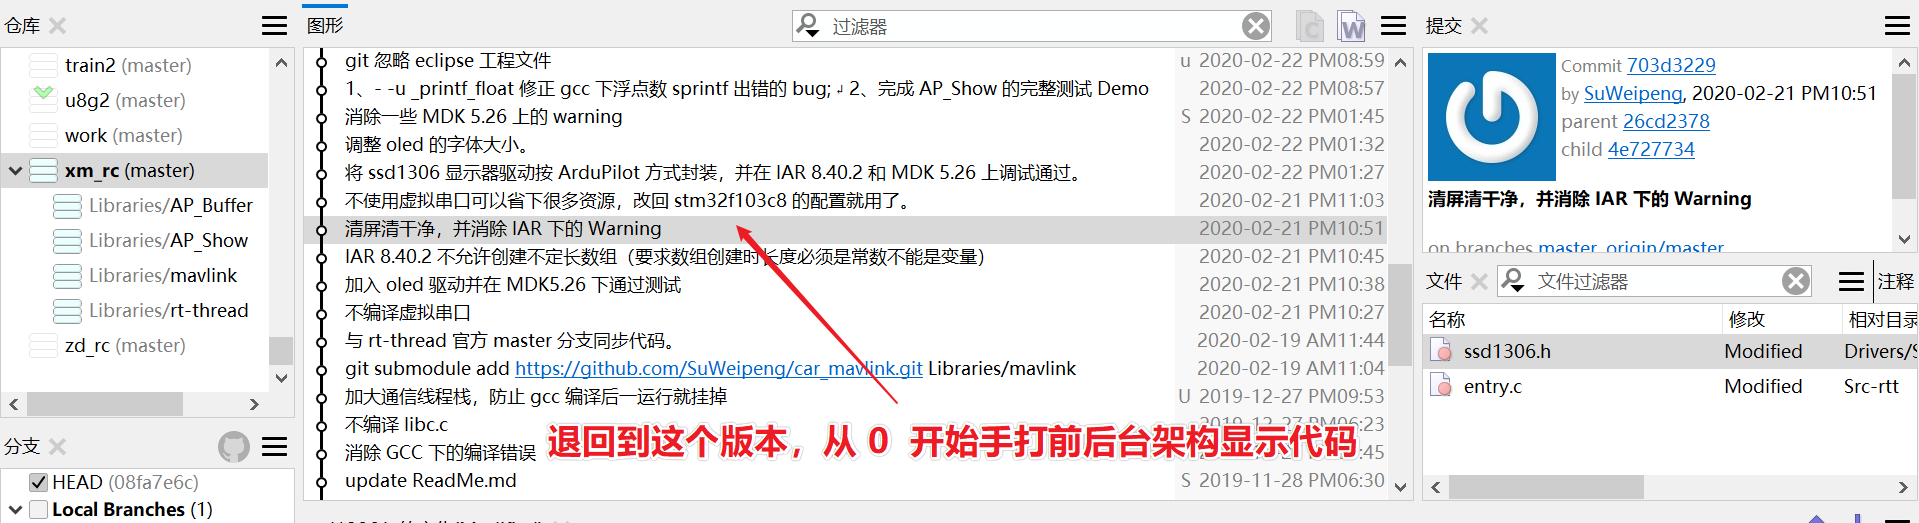 仓库
train2 (master)
u8g2 (master)
work (master)
xm_rc (master)
Libraries/AP_Buffer
Libraries/AP_Show
Libraries/mavlink
Libraries/rt-thread
zd_rc (master)
分支
HEAD (08fa7e6c)
Local Branches (1)
图形
过滤器
git 忽略 eclipse 工程文件 u 2020-02-22 PM08:59
1、- -u _printf_float 修正 gcc 下浮点数 sprintf 出错的 bug;↲2、完成 AP_Show 的完整测试 Demo 2020-02-22 PM08:57
消除一些 MDK 5.26 上的 warning S 2020-02-22 PM01:45
调整 oled 的字体大小。 2020-02-22 PM01:32
将 ssd1306 显示器驱动按 ArduPilot 方式封装，并在 IAR 8.40.2 和 MDK 5.26 上调试通过。 2020-02-22 PM01:27
不使用虚拟串口可以省下很多资源，改回 stm32f103c8 的配置就用了。 2020-02-21 PM11:03
清屏清干净，并消除 IAR 下的 Warning 2020-02-21 PM10:51
IAR 8.40.2 不允许创建不定长数组（要求数组创建时长度必须是常数不能是变量） 2020-02-21 PM10:45
加入 oled 驱动并在 MDK5.26 下通过测试 2020-02-21 PM10:38
不编译虚拟串口 2020-02-21 PM10:27
与 rt-thread 官方 master 分支同步代码。 2020-02-19 AM11:44
git submodule add https://github.com/SuWeipeng/car_mavlink.git Libraries/mavlink 2020-02-19 AM11:04
加大通信线程栈，防止 gcc 编译后一运行就挂掉 U 2019-12-27 PM09:53
不编译 libc.c 2019-12-27 PM06:23
消除 GCC 下的编译错误
退回到这个版本，从 0 开始手打前后台架构显示代码
update ReadMe.md S 2019-11-28 PM06:30
提交
Commit 703d3229
by SuWeipeng, 2020-02-21 PM10:51
parent 26cd2378
child 4e727734
清屏清干净，并消除 IAR 下的 Warning
on branches master, origin/master
文件
文件过滤器
注释
名称 修改 相对目录
ssd1306.h Modified Drivers/S
entry.c Modified Src-rtt